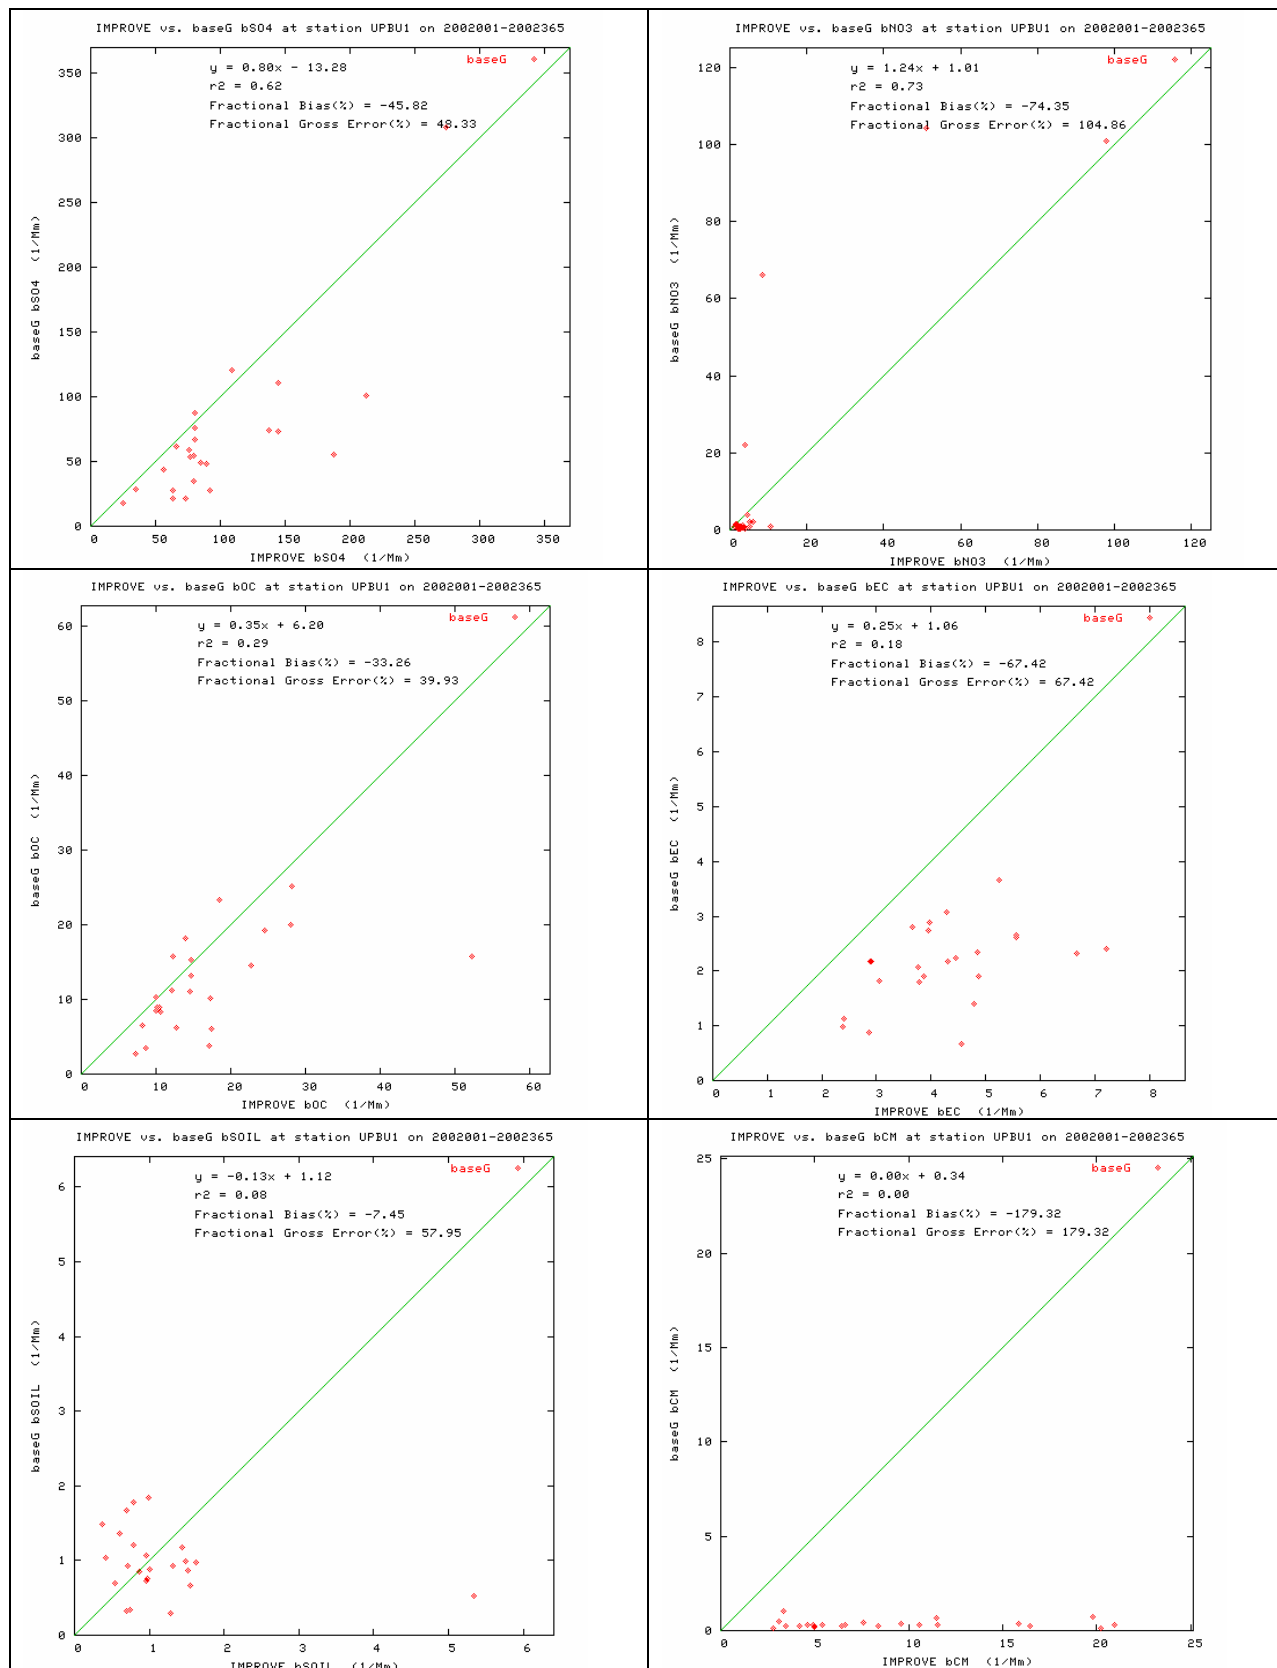 IMPROVE vs. baseG bSO4 at station UPBU1 on 2002001-2002365
baseG
y = 0.80x - 13.28
r2 = 0.62
Fractional Bias(%) = -45.82
Fractional Gross Error(%) = 48.33
350
300
250
200
150
100
50
0
baseG bSO4 (1/Mm)
0 50 100 150 200 250 300 350
IMPROVE bSO4 (1/Mm)
IMPROVE vs. baseG bNO3 at station UPBU1 on 2002001-2002365
baseG
y = 1.24x + 1.01
r2 = 0.73
Fractional Bias(%) = -74.35
Fractional Gross Error(%) = 104.86
120
100
80
60
40
20
0
baseG bNO3 (1/Mm)
0 20 40 60 80 100 120
IMPROVE bNO3 (1/Mm)
IMPROVE vs. baseG bOC at station UPBU1 on 2002001-2002365
baseG
y = 0.35x + 6.20
r2 = 0.29
Fractional Bias(%) = -33.26
Fractional Gross Error(%) = 39.93
60
50
40
30
20
10
0
baseG bOC (1/Mm)
0 10 20 30 40 50 60
IMPROVE bOC (1/Mm)
IMPROVE vs. baseG bEC at station UPBU1 on 2002001-2002365
baseG
y = 0.25x + 1.06
r2 = 0.18
Fractional Bias(%) = -67.42
Fractional Gross Error(%) = 67.42
8
7
6
5
4
3
2
1
0
baseG bEC (1/Mm)
0 1 2 3 4 5 6 7 8
IMPROVE bEC (1/Mm)
IMPROVE vs. baseG bSOIL at station UPBU1 on 2002001-2002365
baseG
y = -0.13x + 1.12
r2 = 0.08
Fractional Bias(%) = -7.45
Fractional Gross Error(%) = 57.95
6
5
4
3
2
1
0
baseG bSOIL (1/Mm)
0 1 2 3 4 5 6
IMPROVE bSOIL (1/Mm)
IMPROVE vs. baseG bCM at station UPBU1 on 2002001-2002365
baseG
y = 0.00x + 0.34
r2 = 0.00
Fractional Bias(%) = -179.32
Fractional Gross Error(%) = 179.32
25
20
15
10
5
0
baseG bCM (1/Mm)
0 5 10 15 20 25
IMPROVE bCM (1/Mm)